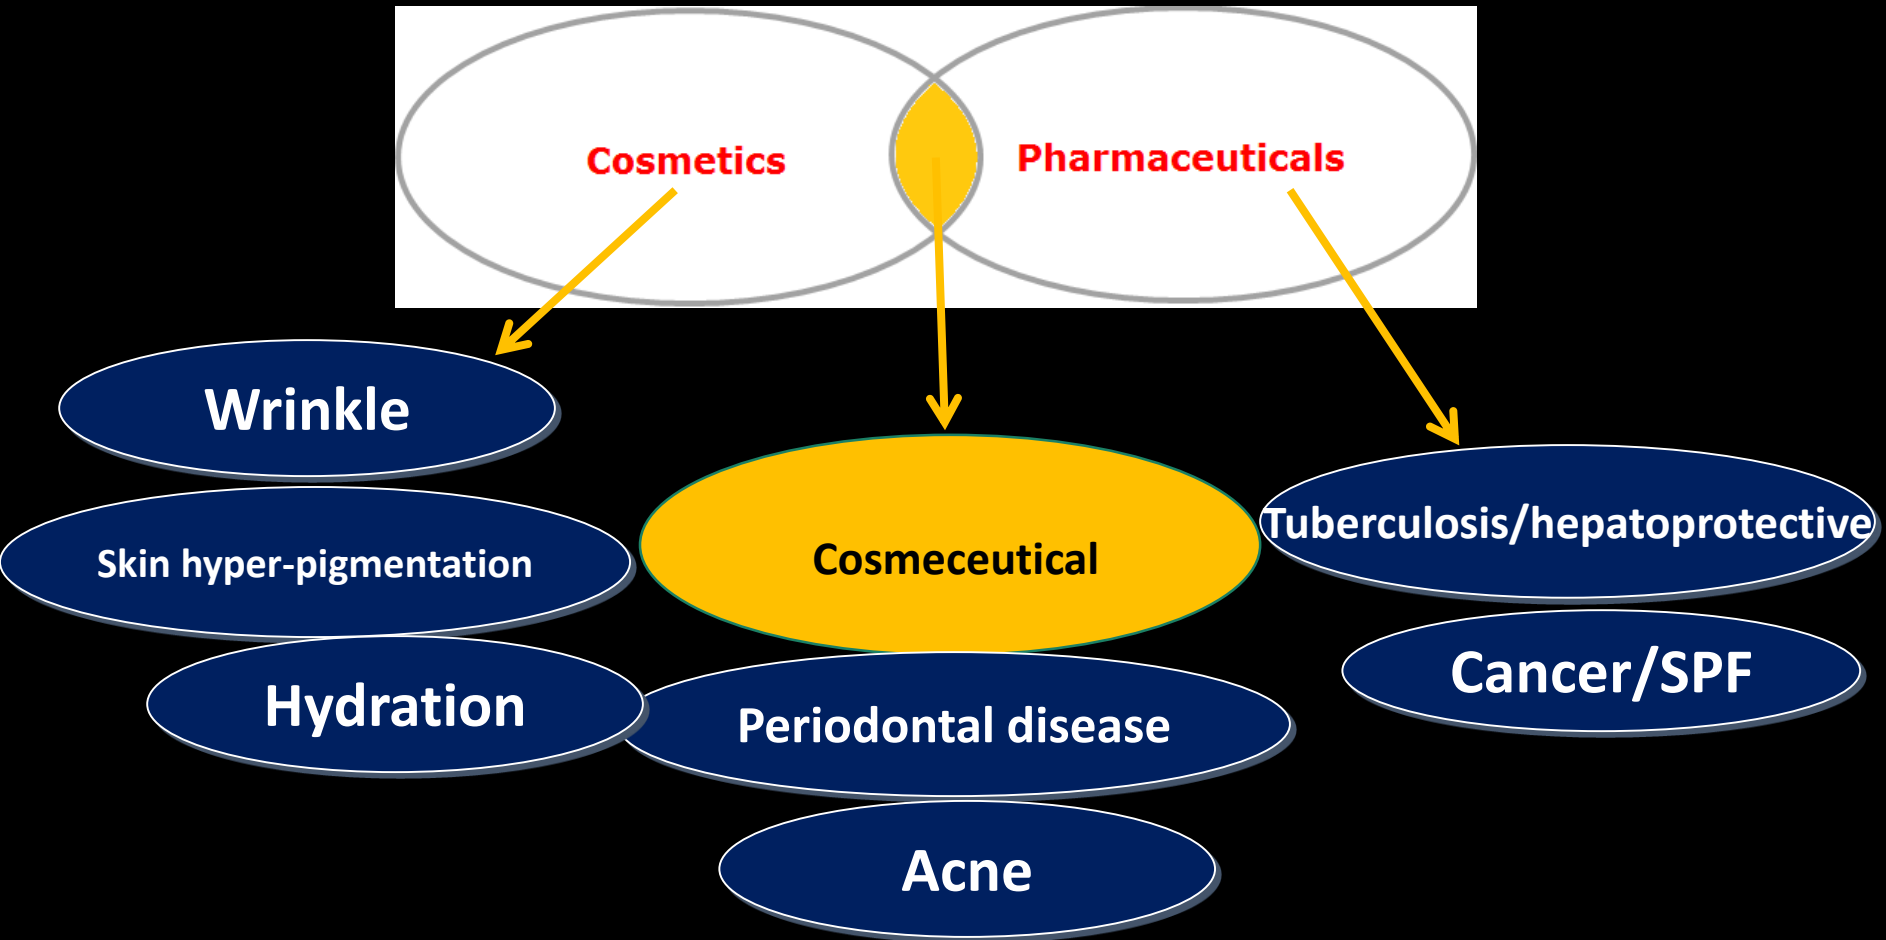 Cosmetics
Pharmaceuticals
Wrinkle
Skin hyper-pigmentation
Hydration
Cosmeceutical
Periodontal disease
Acne
Tuberculosis/hepatoprotective
Cancer/SPF